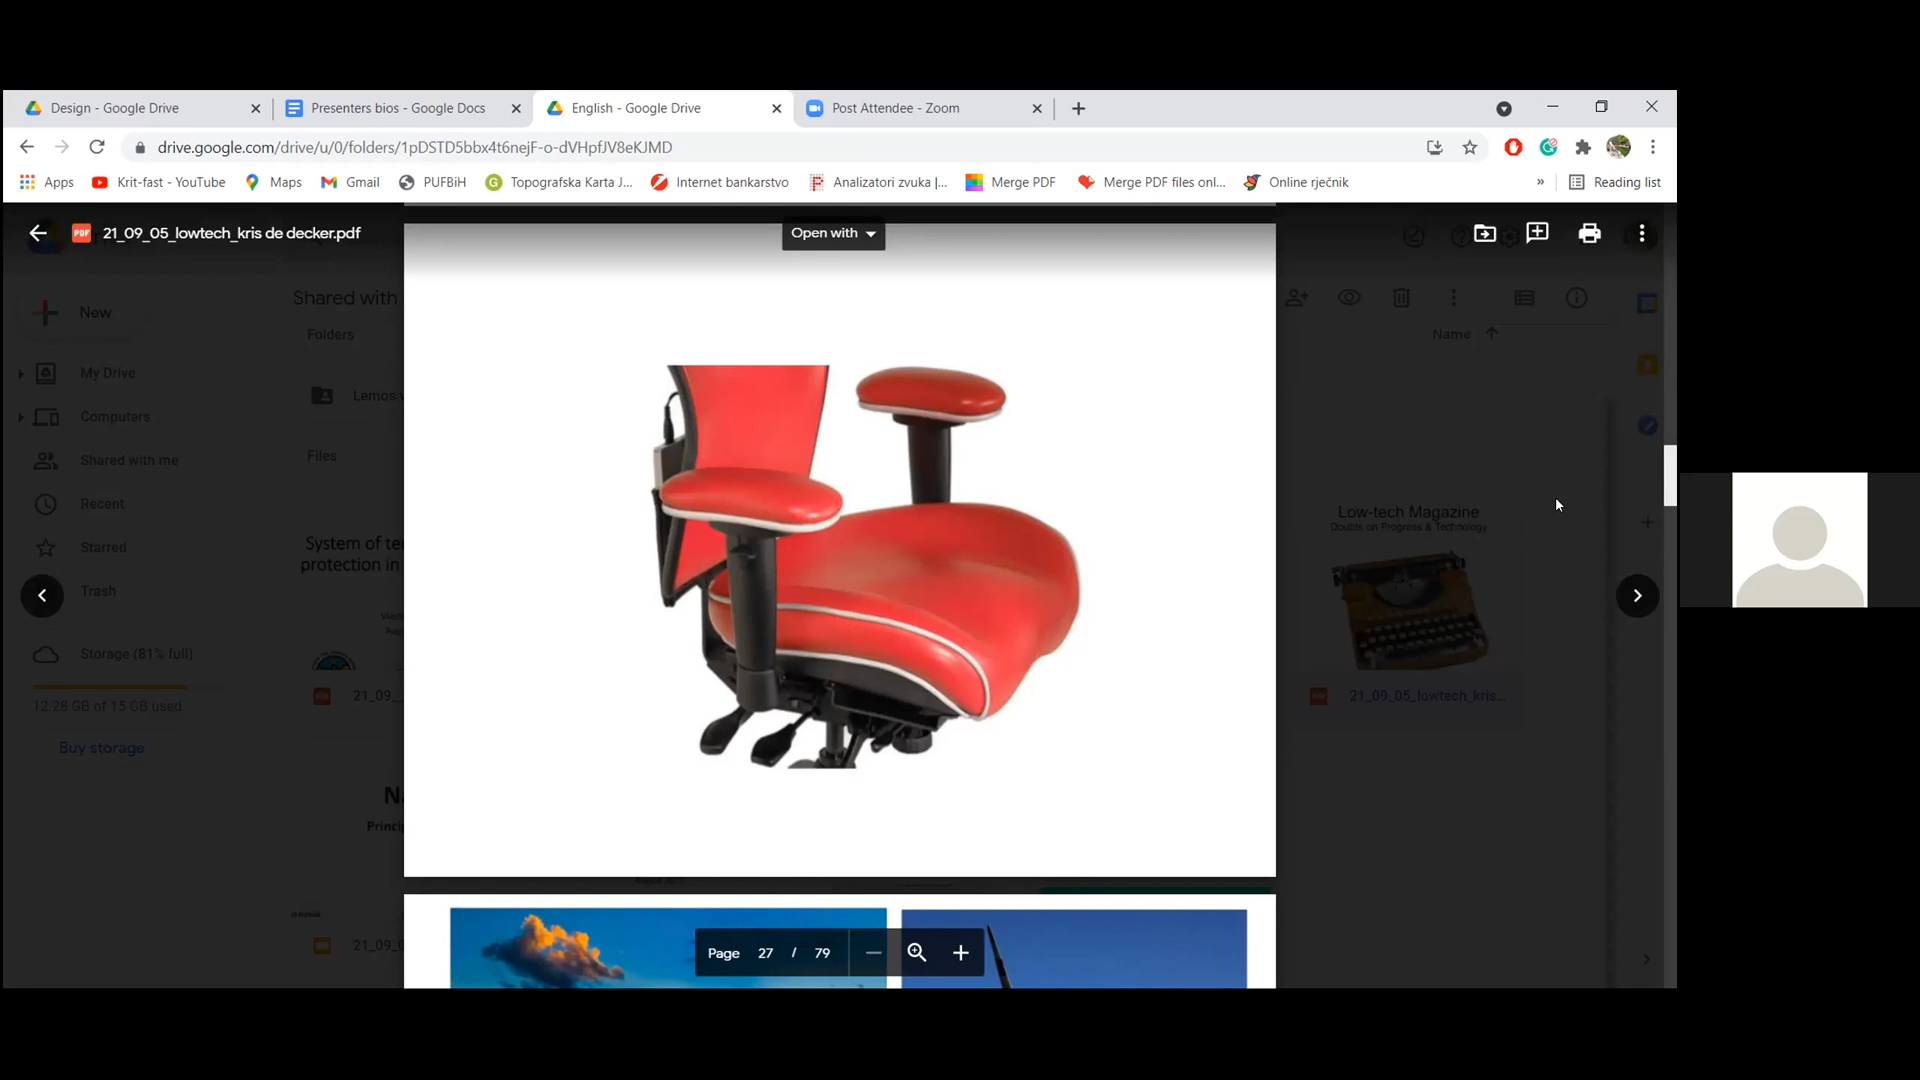 Design - Google Drive
Presenters bios - Google Docs
English - Google Drive
Post Attendee - Zoom
drive.google.com/drive/u/0/folders/1pDSTD5bbx4t6nejF-o-dVHpfJV8eKJMD
Apps
Krit-fast - YouTube
Maps
Gmail
PUFBiH
Topografska Karta J...
Internet bankarstvo
Analizatori zvuka |...
Merge PDF
Merge PDF files onl...
Online rječnik
»
Reading list
PDF
21_09_05_lowtech_kris de decker.pdf
Open with
New
Shared with
Folders
Name
My Drive
Lemos
Computers
Shared with me
Files
Recent
Starred
Trash
Storage (81% full)
12.28 GB of 15 GB used
Buy storage
System of
protection in
21_09_
Low-tech Magazine
Doubts on Progress & Technology
21_09_05_lowtech_kris...
Princip
21_09_0
Page 27 / 79